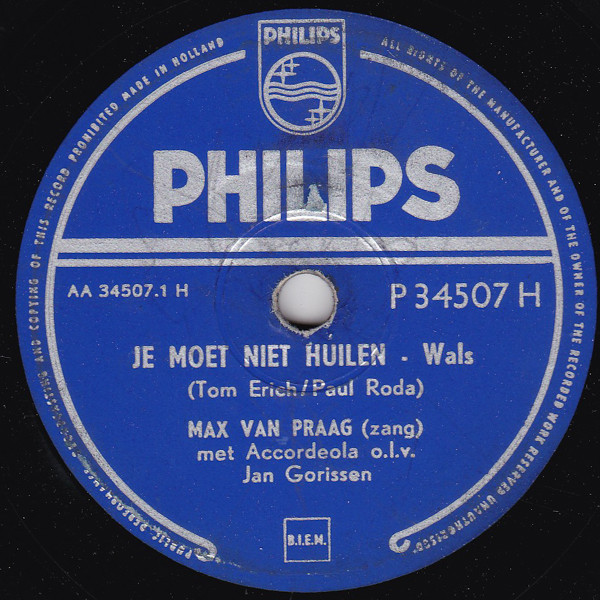 PHILIPS
PHILIPS
AA 34507.1 H
P 34507 H
JE MOET NIET HUILEN - Wals
(Tom Erich/Paul Roda)
MAX VAN PRAAG (zang)
met Accordeola o.l.v.
Jan Gorissen
B.I.E.M.
ALL RIGHTS OF THE MANUFACTURER AND OF THE OWNER OF THE RECORDED WORK RESERVED
COPYING OF THIS RECORD PROHIBITED MADE IN HOLLAND